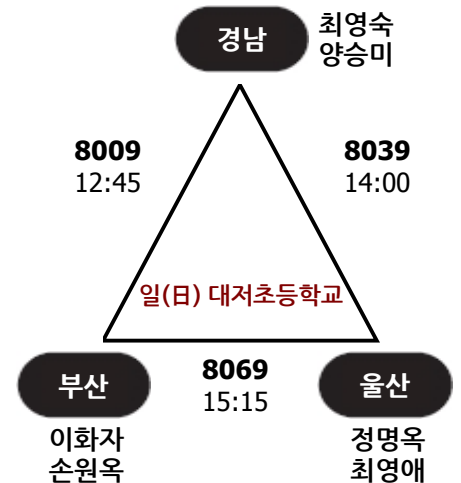 경남
최영숙
양승미
8009
12:45
8039
14:00
일(日) 대저초등학교
부산
8069
15:15
울산
이화자
손원옥
정명옥
최영애